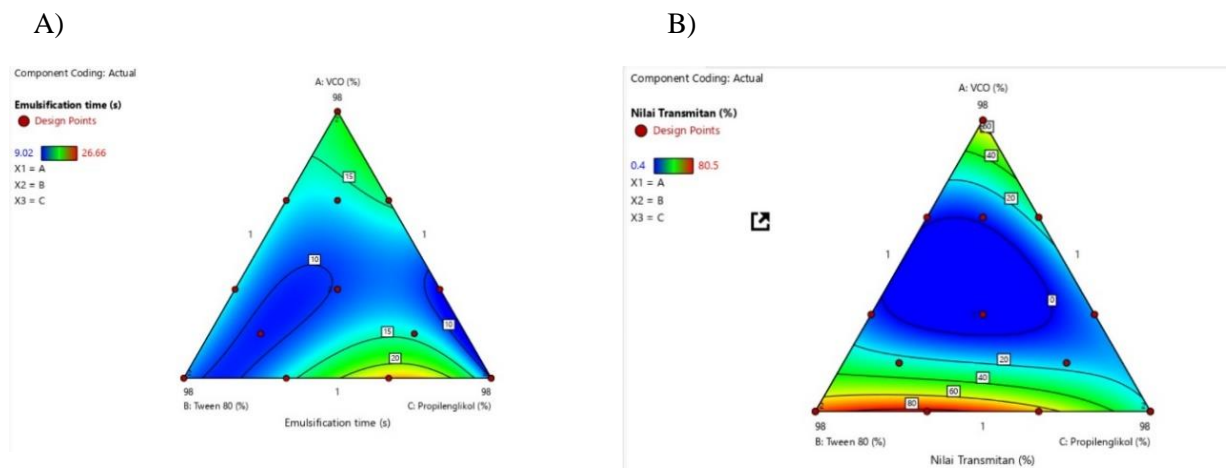 A)
Component Coding: Actual
Emulsification time (s)
Design Points
9.02 26.66
X1 = A
X2 = B
X3 = C
A: VCO (%)
98
15
1
1
10
10
15
20
98
1
98
B: Tween 80 (%)
C: Propilenglikol (%)
Emulsification time (s)
B)
Component Coding: Actual
Nilai Transmitan (%)
Design Points
0.4 80.5
X1 = A
X2 = B
X3 = C
A: VCO (%)
98
60
40
20
1
1
0
20
40
60
80
2
2
98
1
98
B: Tween 80 (%)
C: Propilenglikol (%)
Nilai Transmitan (%)